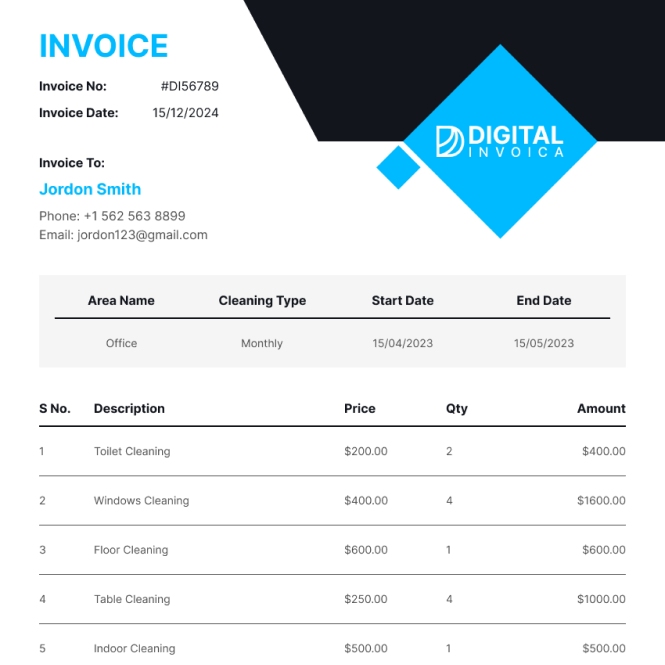 INVOICE
Invoice No: #DI56789
Invoice Date: 15/12/2024
DIGITAL
INVOICA
Invoice To:
Jordon Smith
Phone: +1 562 563 8899
Email: jordon123@gmail.com
Area Name Cleaning Type Start Date End Date
Office Monthly 15/04/2023 15/05/2023
S No. Description Price Qty Amount
1 Toilet Cleaning $200.00 2 $400.00
2 Windows Cleaning $400.00 4 $1600.00
3 Floor Cleaning $600.00 1 $600.00
4 Table Cleaning $250.00 4 $1000.00
5 Indoor Cleaning $500.00 1 $500.00